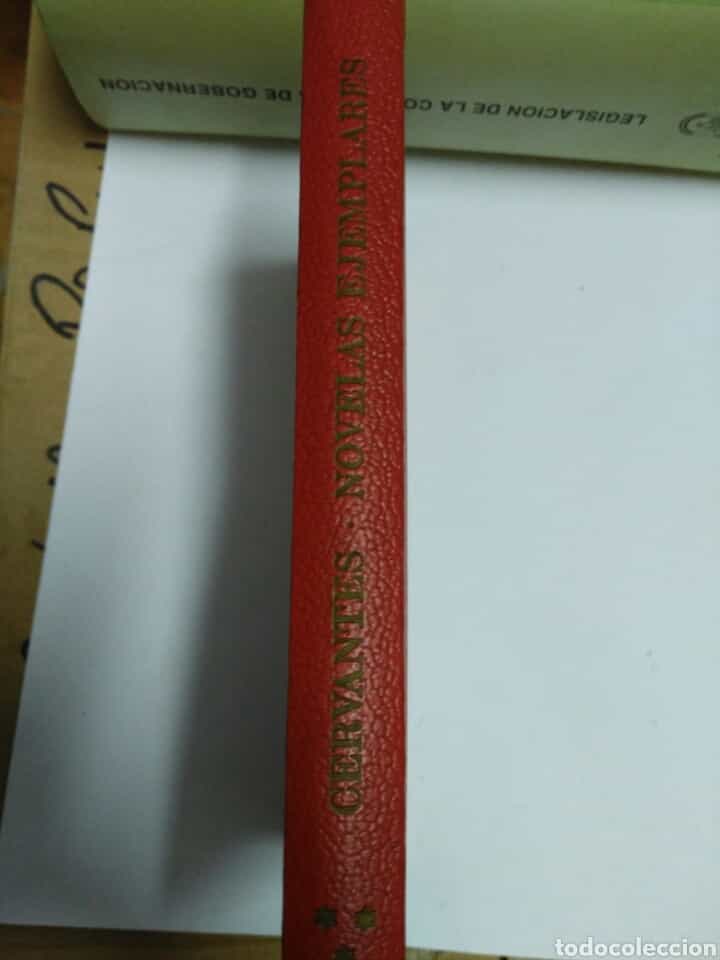 LEGISLACION DE LA CO
DE GOBERNACION
CERVANTES · NOVELAS EJEMPLARES
todocoleccion